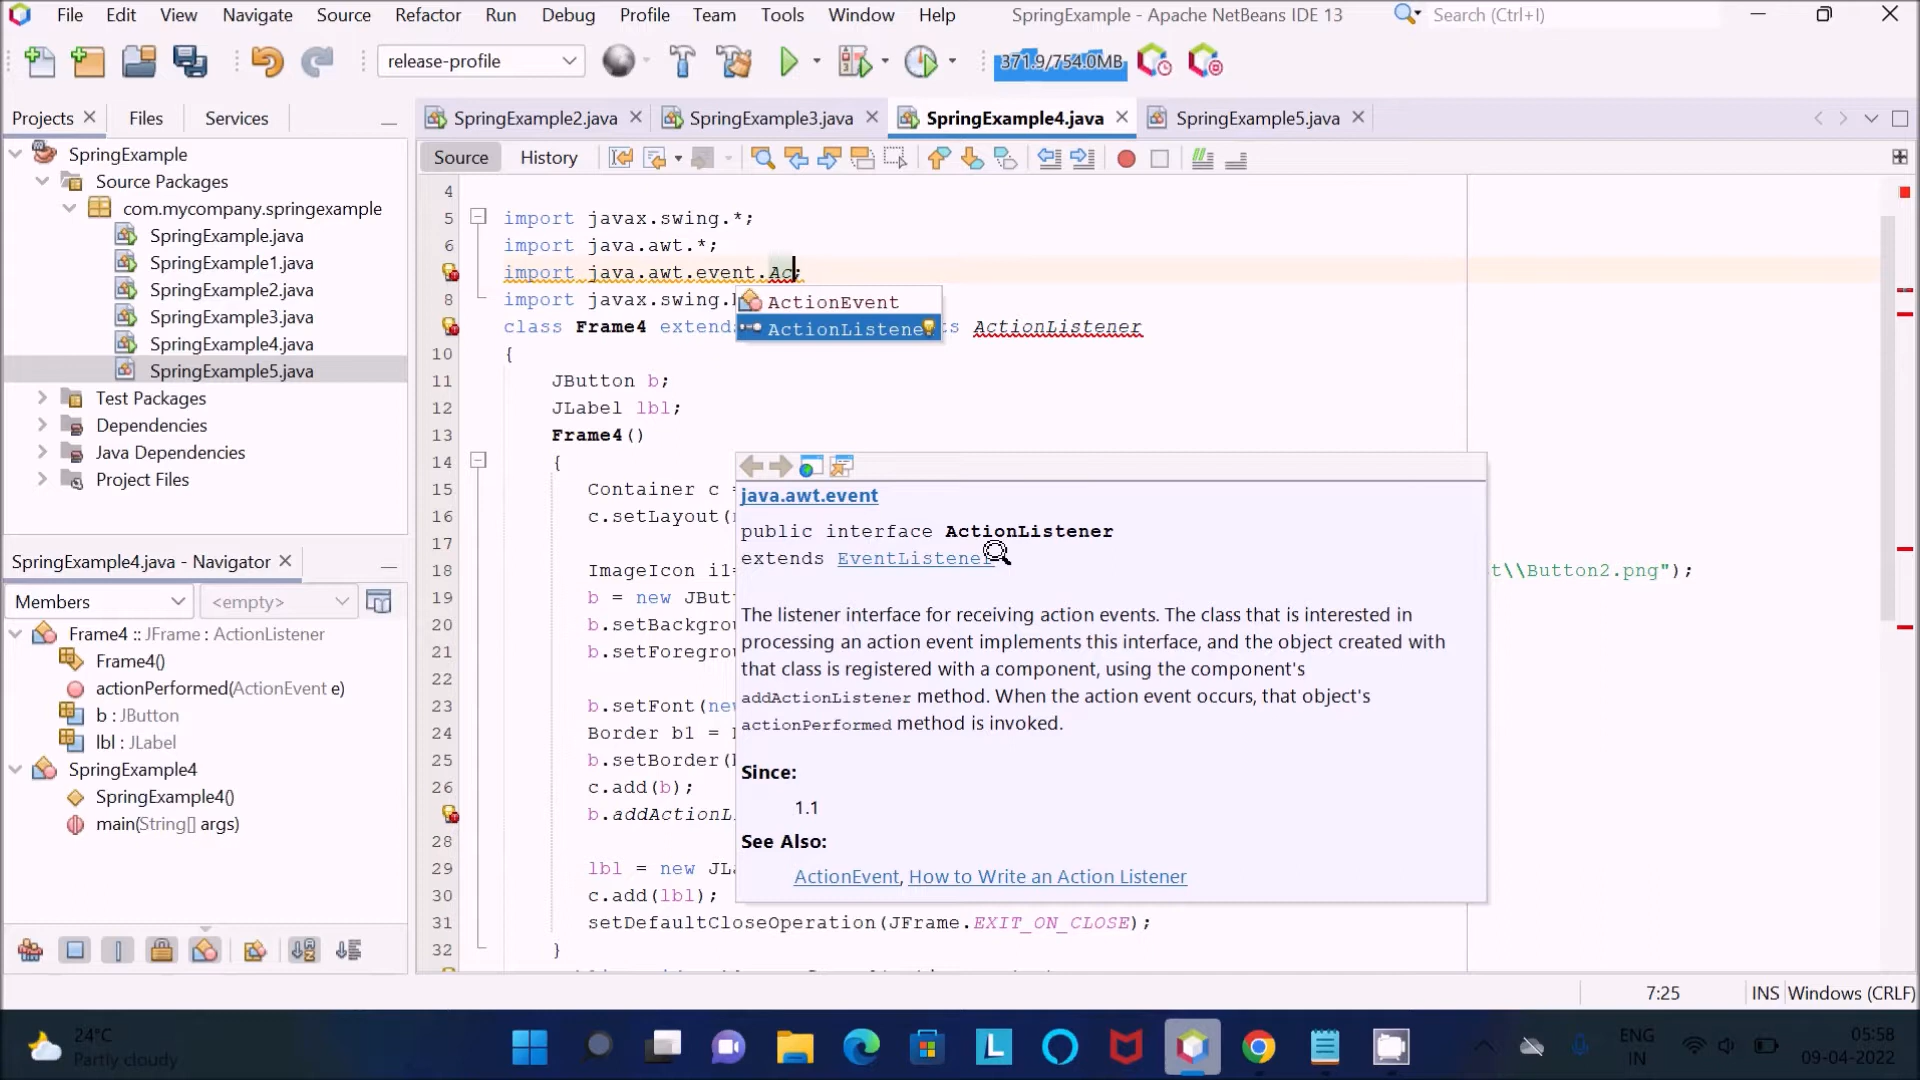 File Edit View Navigate Source Refactor Run Debug Profile Team Tools Window Help SpringExample - Apache NetBeans IDE 13 Search (Ctrl+I)
release-profile 371.9/754.0MB
Projects Files Services
SpringExample2.java SpringExample3.java SpringExample4.java SpringExample5.java
Source History
SpringExample
Source Packages
com.mycompany.springexample
SpringExample.java
SpringExample1.java
SpringExample2.java
SpringExample3.java
SpringExample4.java
SpringExample5.java
Test Packages
Dependencies
Java Dependencies
Project Files
SpringExample4.java - Navigator
Members <empty>
Frame4 :: JFrame : ActionListener
Frame4()
actionPerformed(ActionEvent e)
b : JButton
lbl : JLabel
SpringExample4
SpringExample4()
main(String[] args)
4
5 import javax.swing.*;
6 import java.awt.*;
import java.awt.event.Ac;
8 import javax.swing.
class Frame4 extends ActionListener
10 {
11 JButton b;
12 JLabel lbl;
13 Frame4()
14 {
15 Container c =
16 c.setLayout(
17
18 ImageIcon i1= t\\Button2.png");
19 b = new JButt
20 b.setBackgrou
21 b.setForegrou
22
23 b.setFont(new
24 Border b1 =
25 b.setBorder(
26 c.add(b);
b.addActionL
28
29 lbl = new JLa
30 c.add(lbl);
31 setDefaultCloseOperation(JFrame.EXIT_ON_CLOSE);
32 }
ActionEvent
ActionListene
java.awt.event
public interface ActionListener
extends EventListener
The listener interface for receiving action events. The class that is interested in
processing an action event implements this interface, and the object created with
that class is registered with a component, using the component's
addActionListener method. When the action event occurs, that object's
actionPerformed method is invoked.
Since:
1.1
See Also:
ActionEvent, How to Write an Action Listener
7:25 INS Windows (CRLF)
24°C
Partly cloudy
L
ENG
IN
05:58
09-04-2022